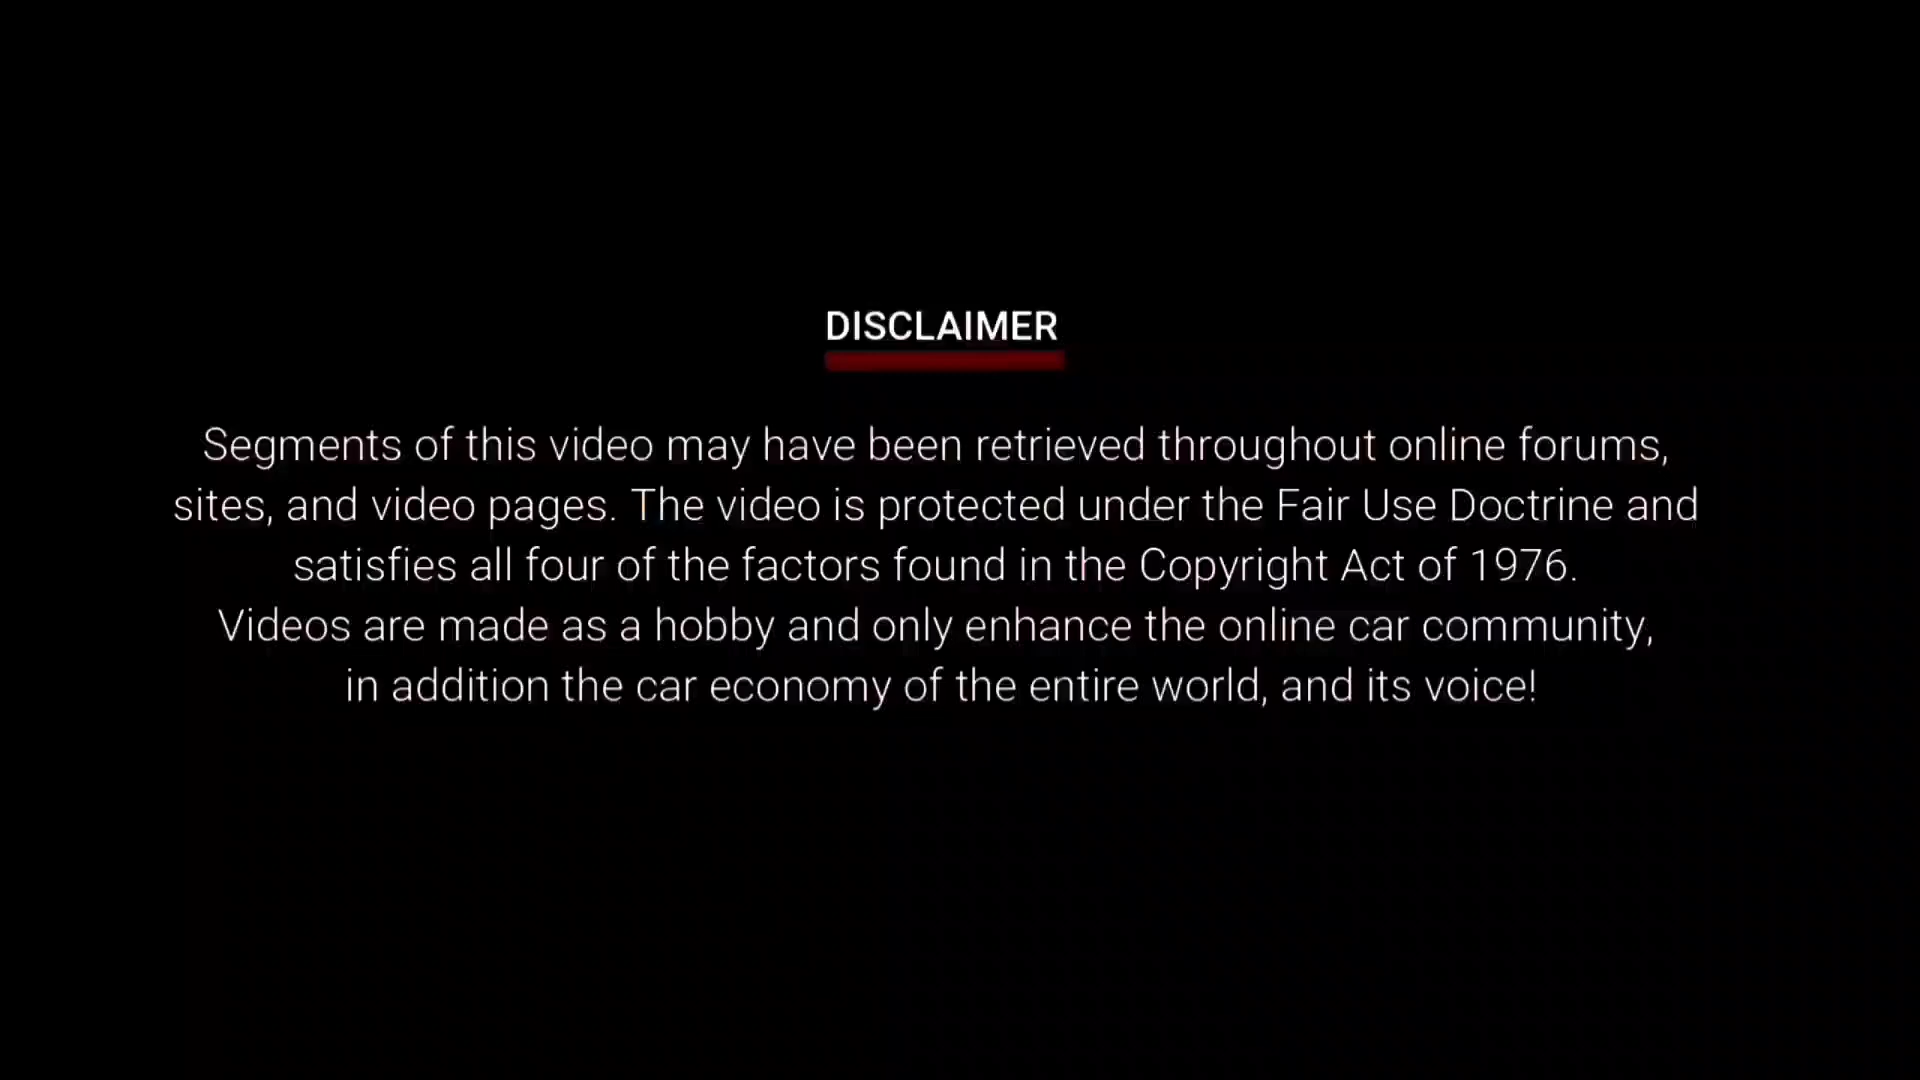 DISCLAIMER
Segments of this video may have been retrieved throughout online forums,
sites, and video pages. The video is protected under the Fair Use Doctrine and
satisfies all four of the factors found in the Copyright Act of 1976.
Videos are made as a hobby and only enhance the online car community,
in addition the car economy of the entire world, and its voice!